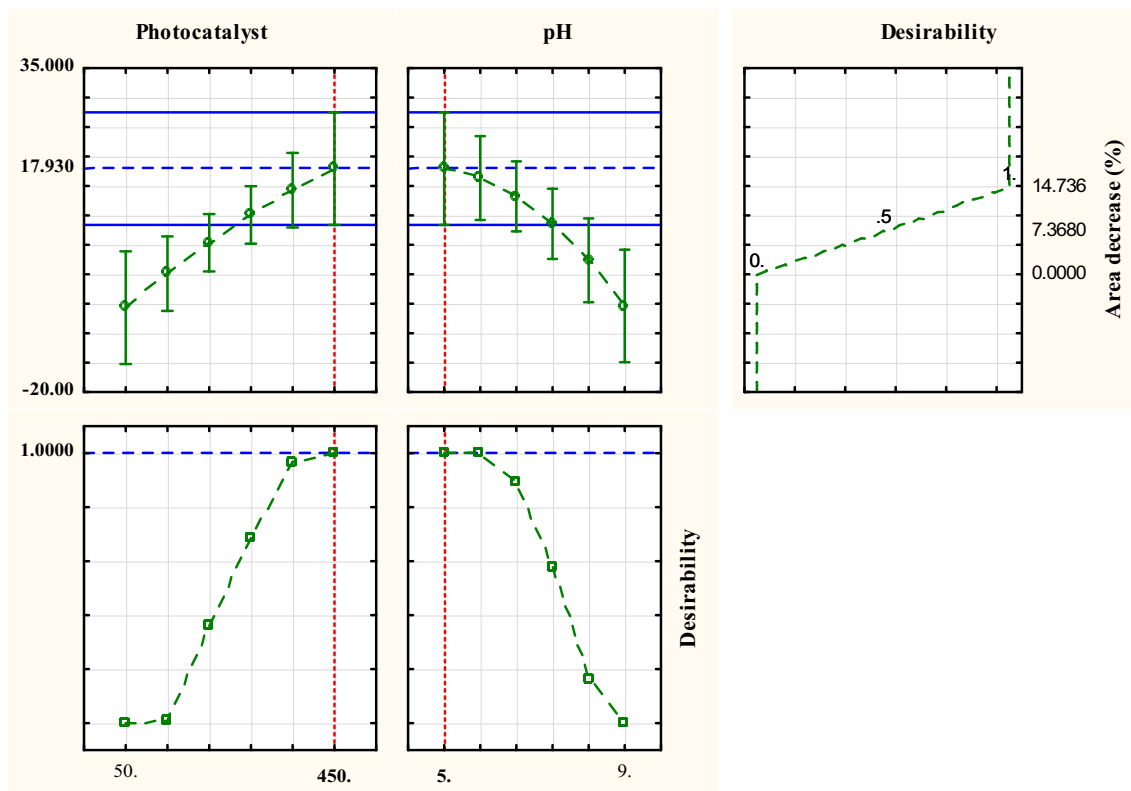 Photocatalyst
pH
Desirability
35.000
17.930
-20.00
1.
.5
0.
14.736
7.3680
0.0000
Area decrease (%)
1.0000
Desirability
50.
450.
5.
9.